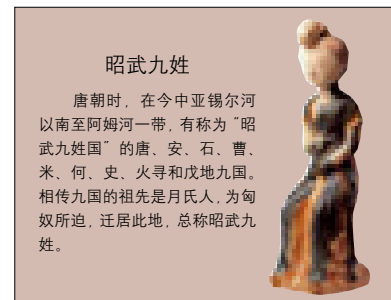 昭武九姓
唐朝时，在今中亚锡尔河
以南至阿姆河一带，有称为“昭
武九姓国”的唐、安、石、曹、
米、何、史、火寻和戊地九国。
相传九国的祖先是月氏人，为匈
奴所迫，迁居此地，总称昭武九
姓。